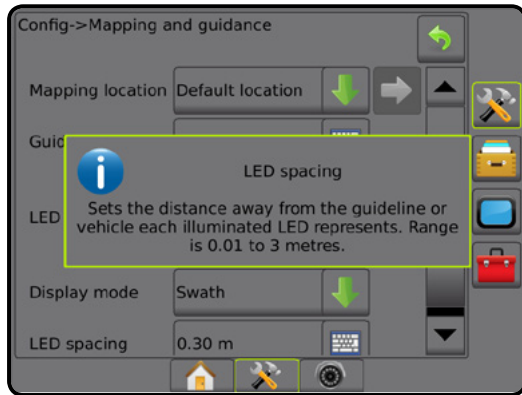 Config->Mapping and guidance
Mapping location Default location
Guid
LED spacing
Sets the distance away from the guideline or
LED
vehicle each illuminated LED represents. Range
is 0.01 to 3 metres.
Display mode Swath
LED spacing 0.30 m